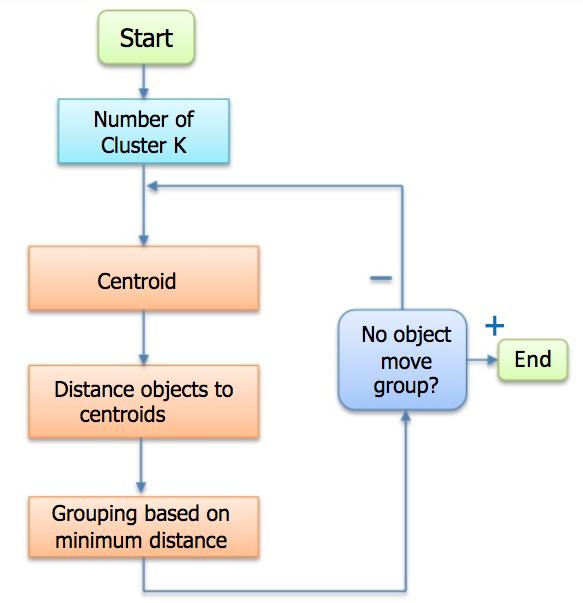 Start
Number of
Cluster K
Centroid
Distance objects to
centroids
Grouping based on
minimum distance
−
No object
move
group?
+
End